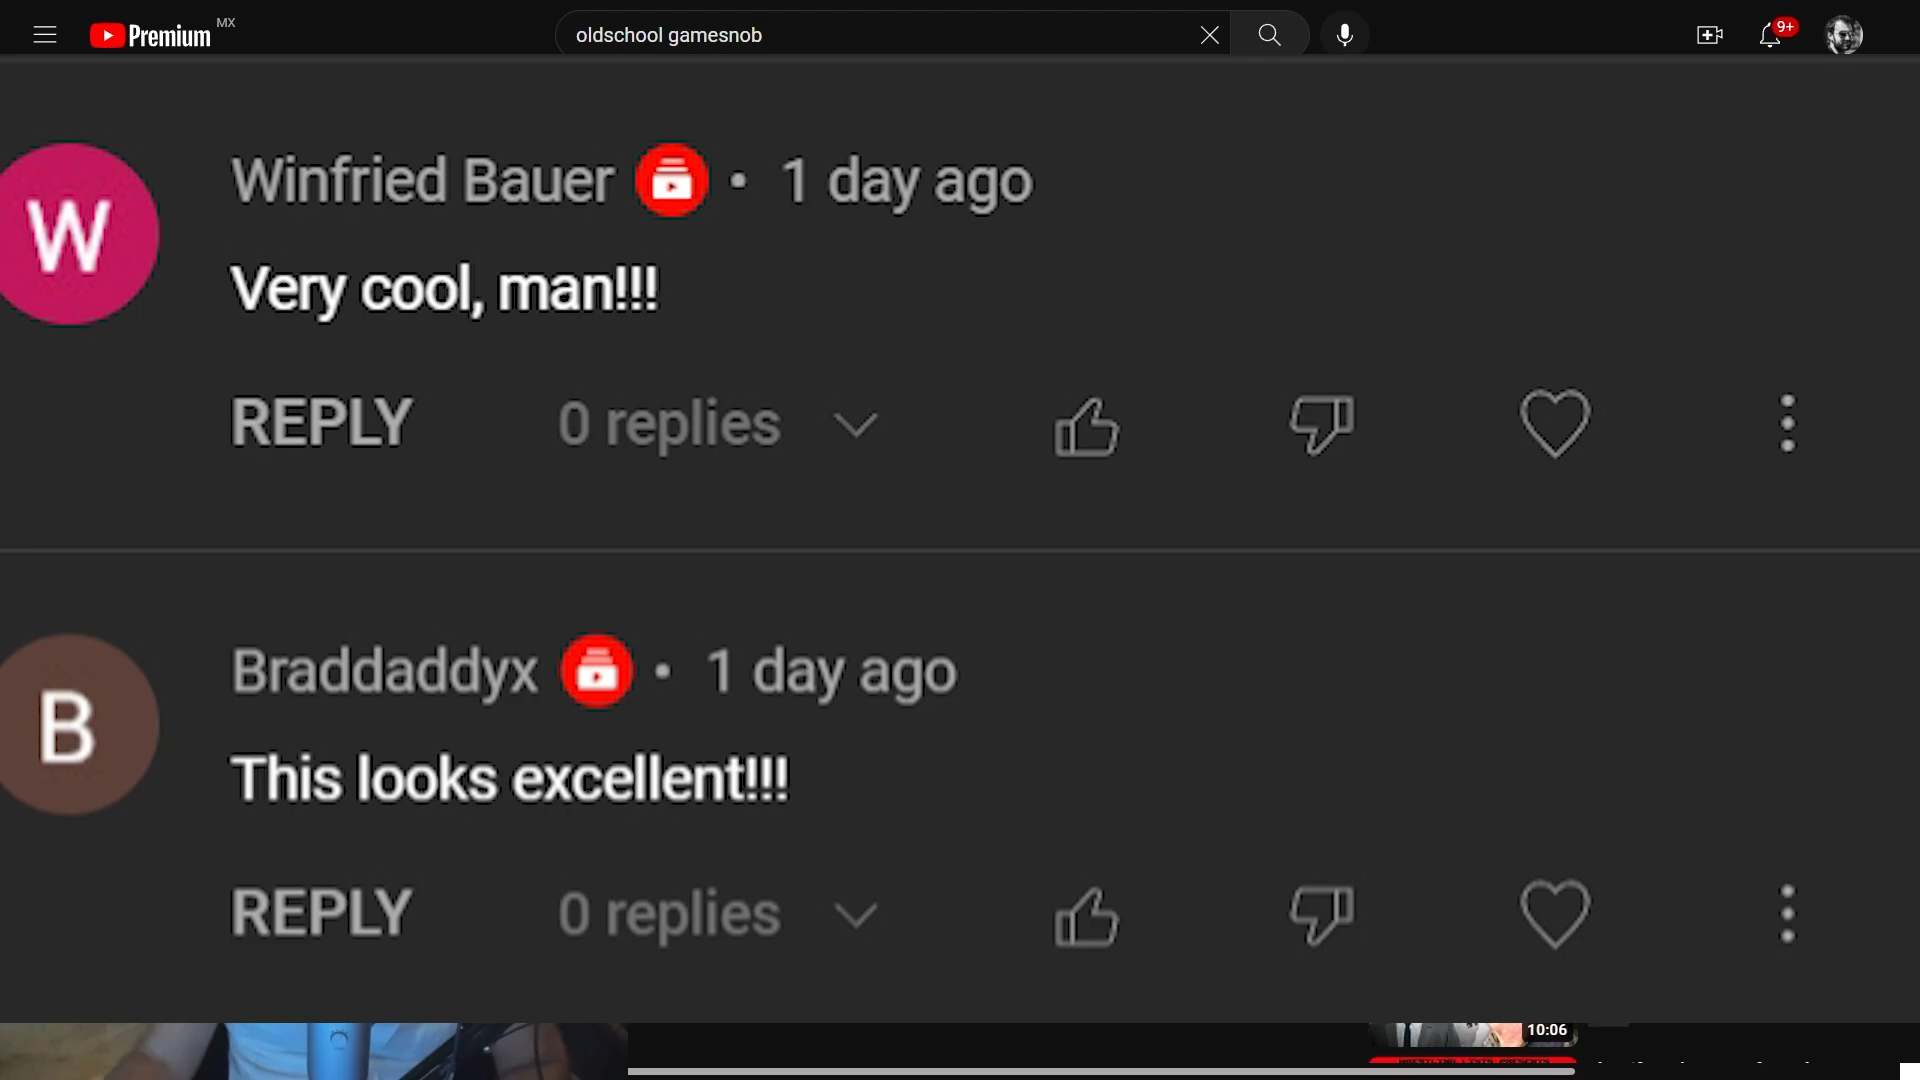 Premium MX
oldschool gamesnob
9+
W
Winfried Bauer • 1 day ago
Very cool, man!!!
REPLY 0 replies
B
Braddaddyx • 1 day ago
This looks excellent!!!
REPLY 0 replies
10:06